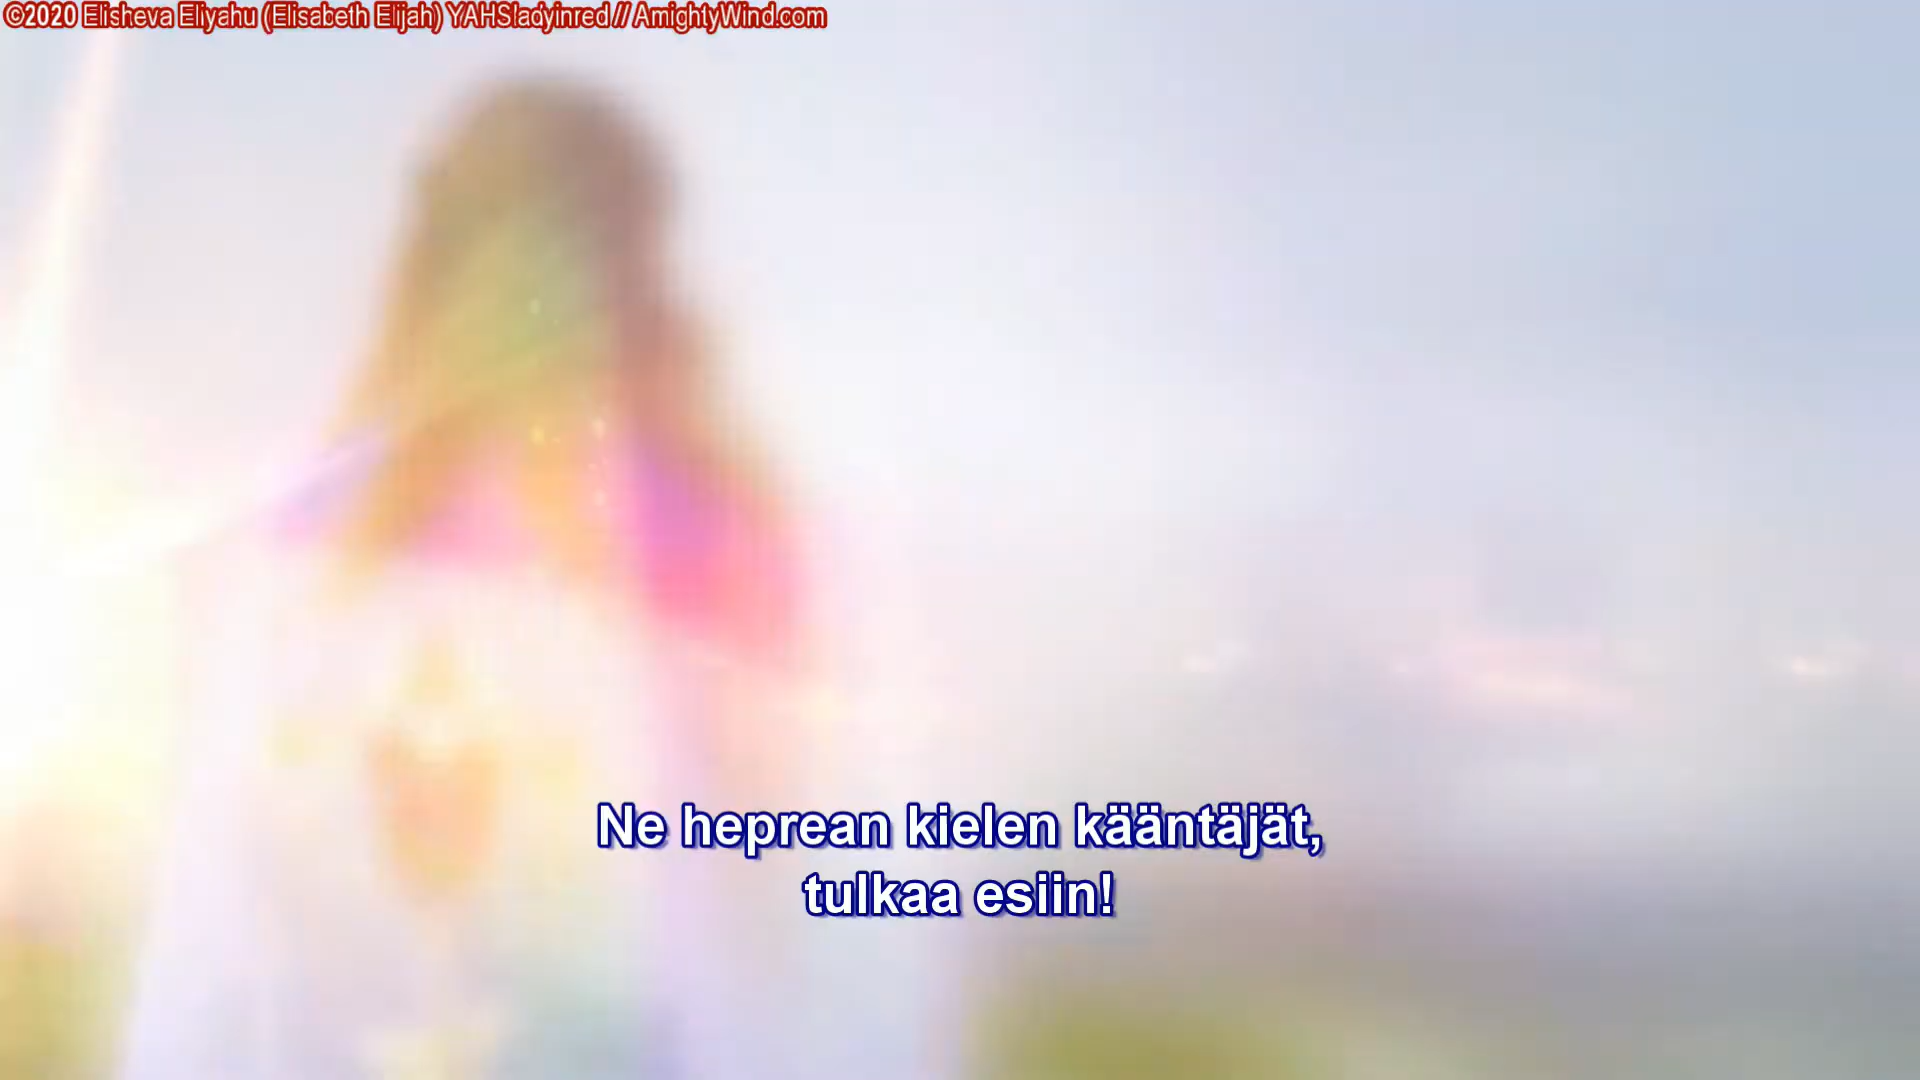 ©2020 Elisheva Eliyahu (Elisabeth Elijah) YAHSladyinred // AmightyWind.com
Ne heprean kielen kääntäjät,
tulkaa esiin!